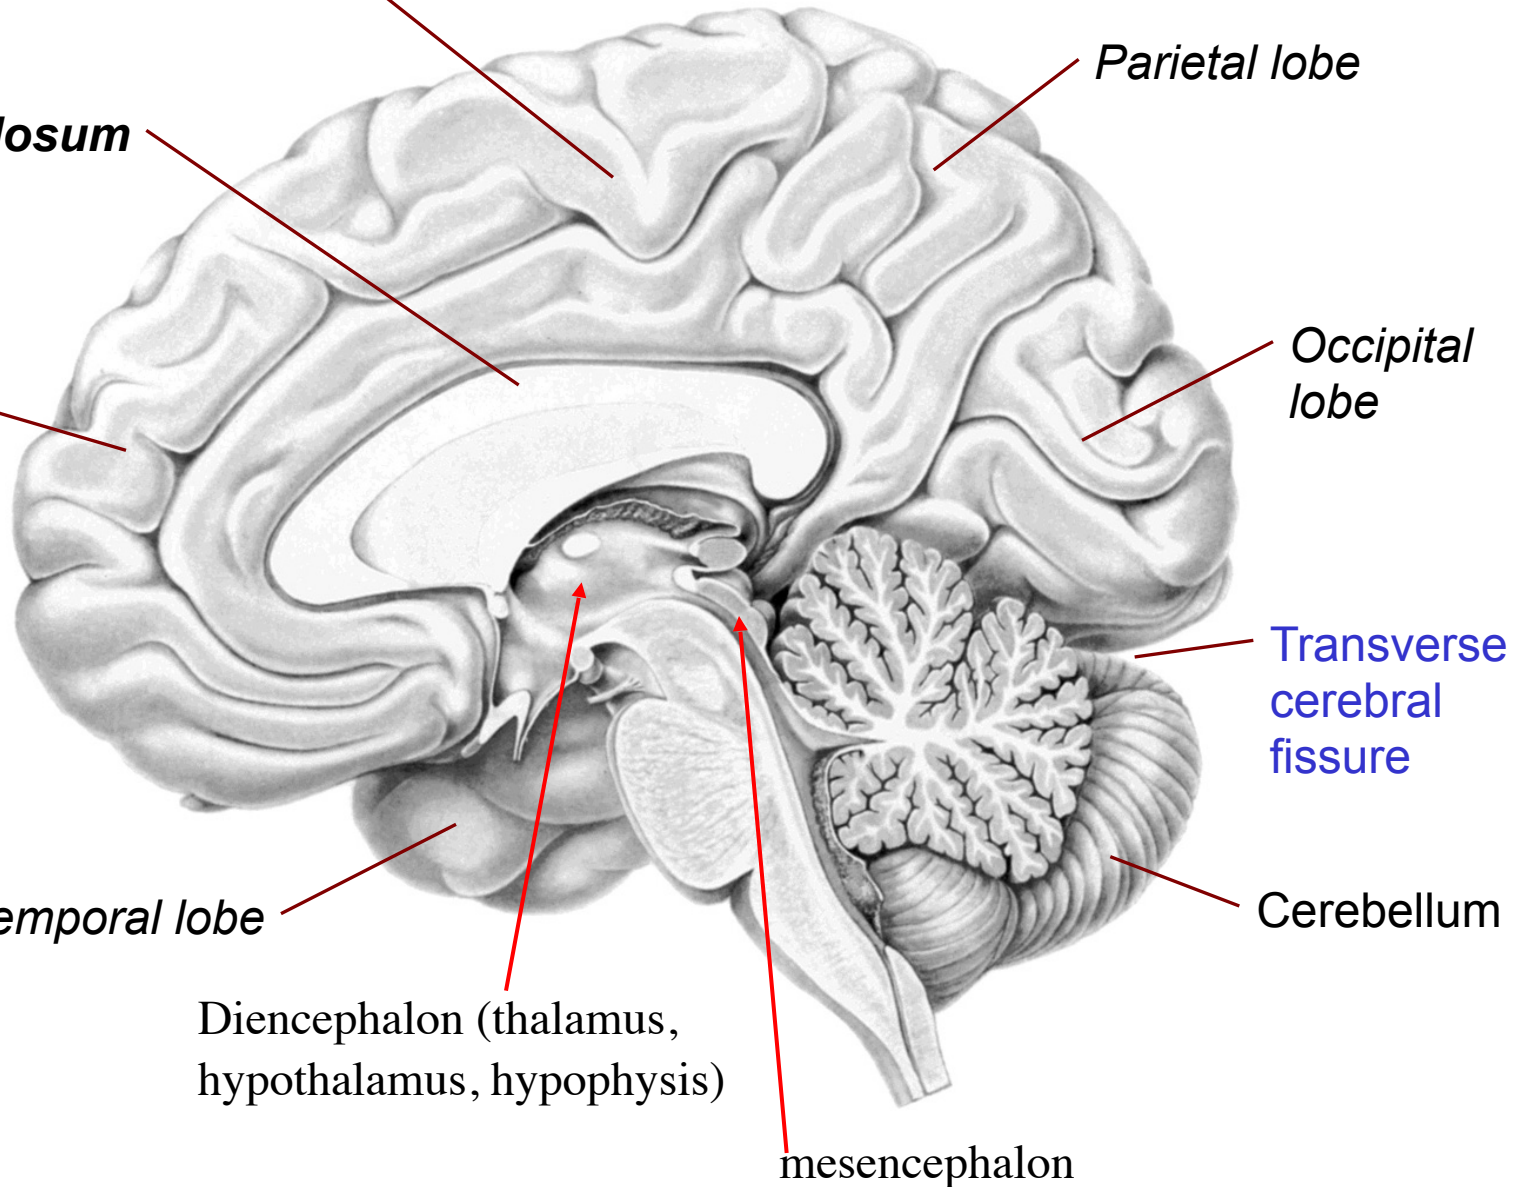 Parietal lobe
losum
Occipital
lobe
Transverse
cerebral
fissure
emporal lobe
Cerebellum
Diencephalon (thalamus,
hypothalamus, hypophysis)
mesencephalon